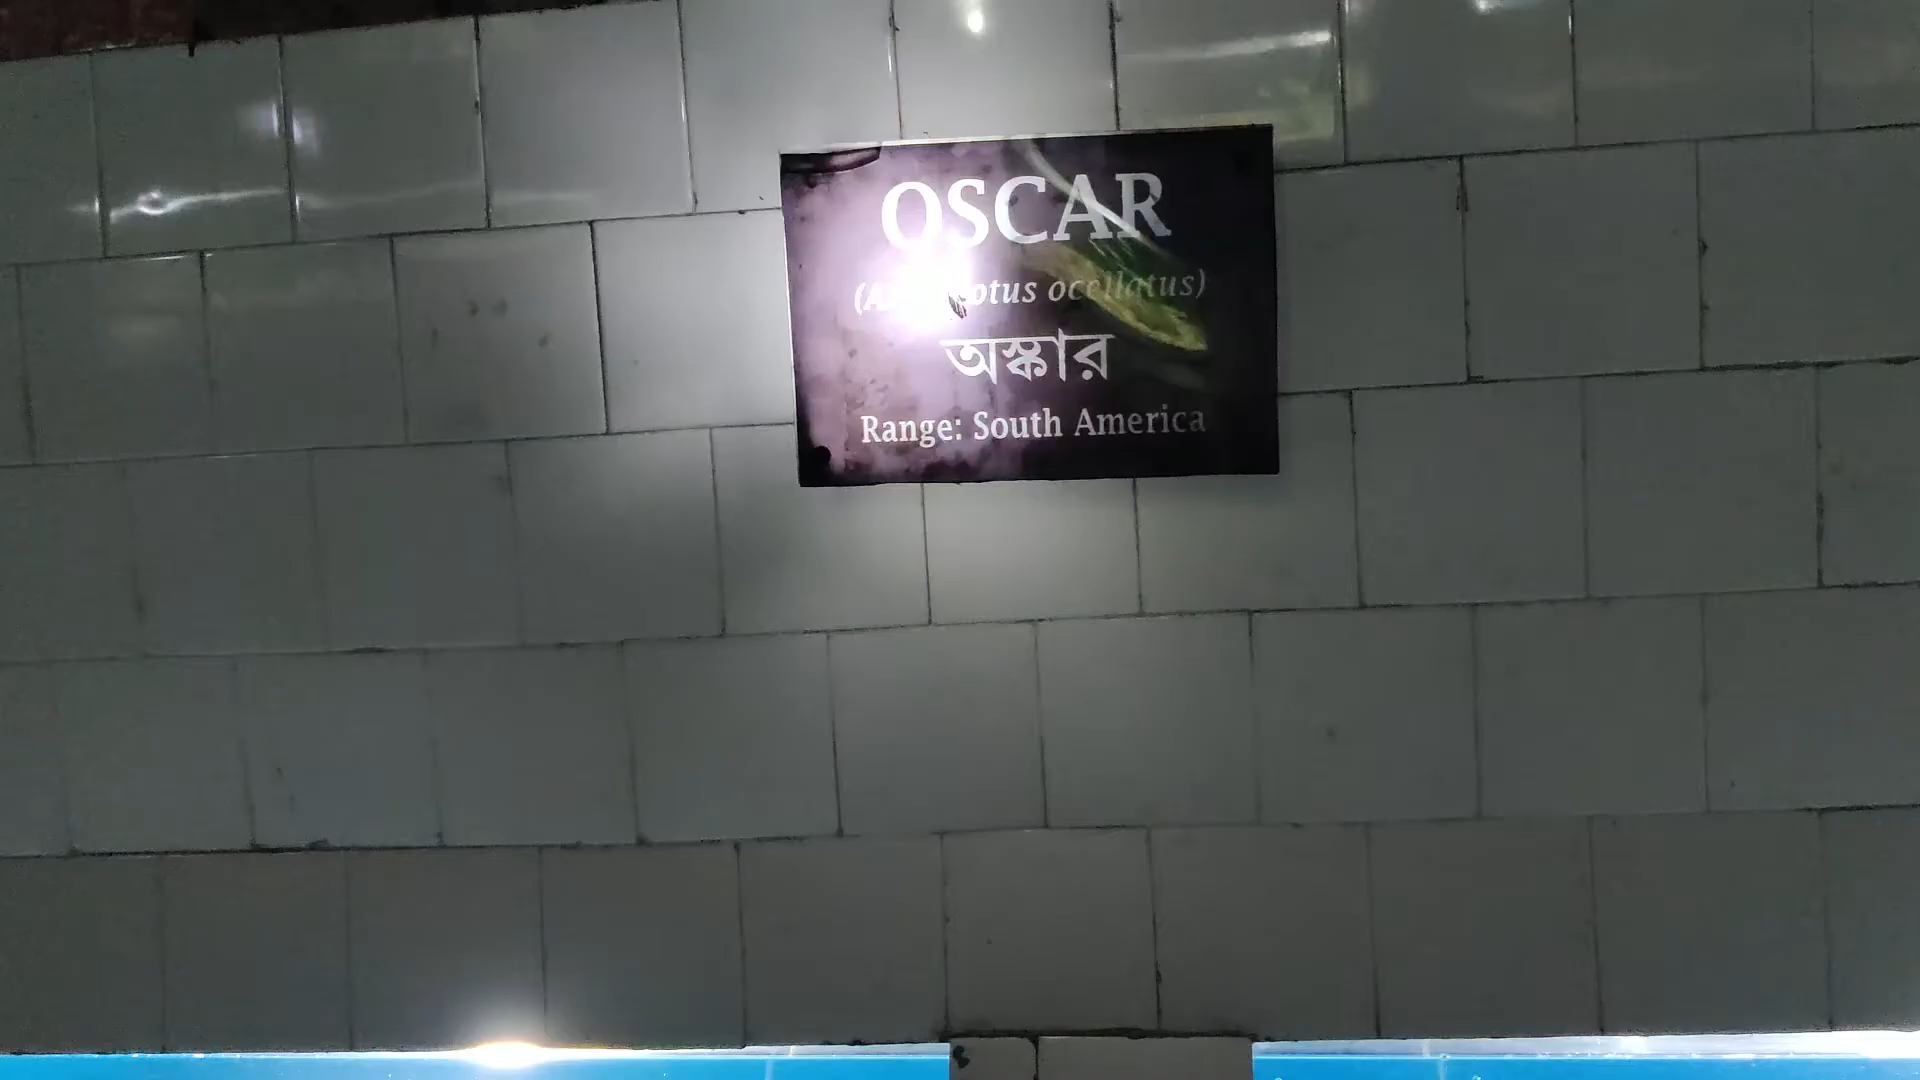 OSCAR
ocellatus)
অস্কার
Range: South America